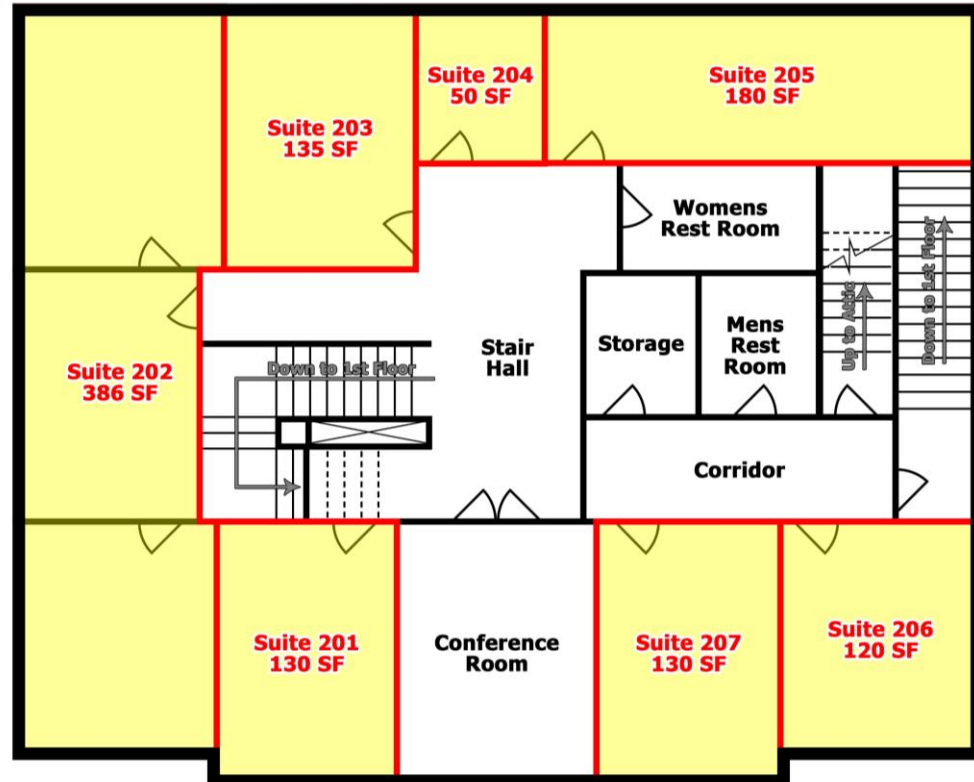 Suite 204
50 SF
Suite 205
180 SF
Suite 203
135 SF
Womens
Rest Room
Down to 1st Floor
Up to Attic
Storage
Mens
Rest
Room
Stair
Hall
Down to 1st Floor
Suite 202
386 SF
Corridor
Suite 201
130 SF
Conference
Room
Suite 207
130 SF
Suite 206
120 SF